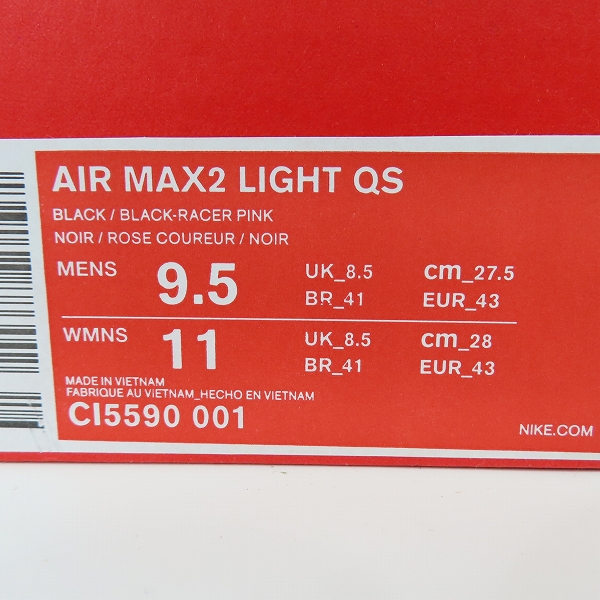 AIR MAX2 LIGHT QS
BLACK / BLACK-RACER PINK
NOIR / ROSE COUREUR / NOIR
MENS 9.5 UK_8.5 cm_27.5
BR_41 EUR_43
WMNS 11 UK_8.5 cm_28
BR_41 EUR_43
MADE IN VIETNAM
FABRIQUE AU VIETNAM_HECHO EN VIETNAM
CI5590 001
NIKE.COM